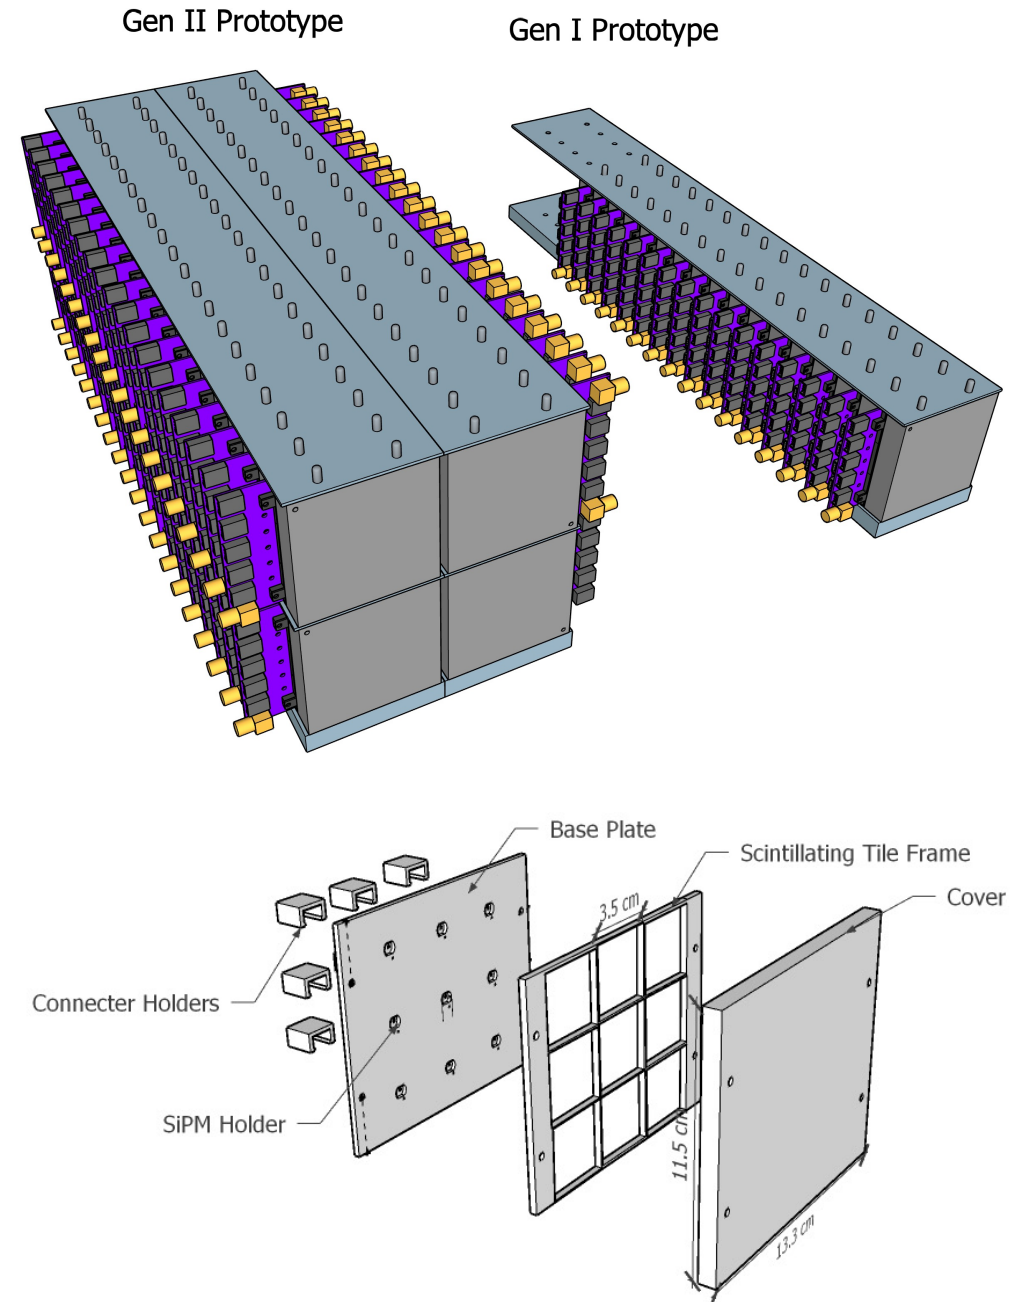 Gen II Prototype
Gen I Prototype
Base Plate
Scintillating Tile Frame
3.5 cm
Cover
Connecter Holders
SiPM Holder
11.5 cm
13.3 cm